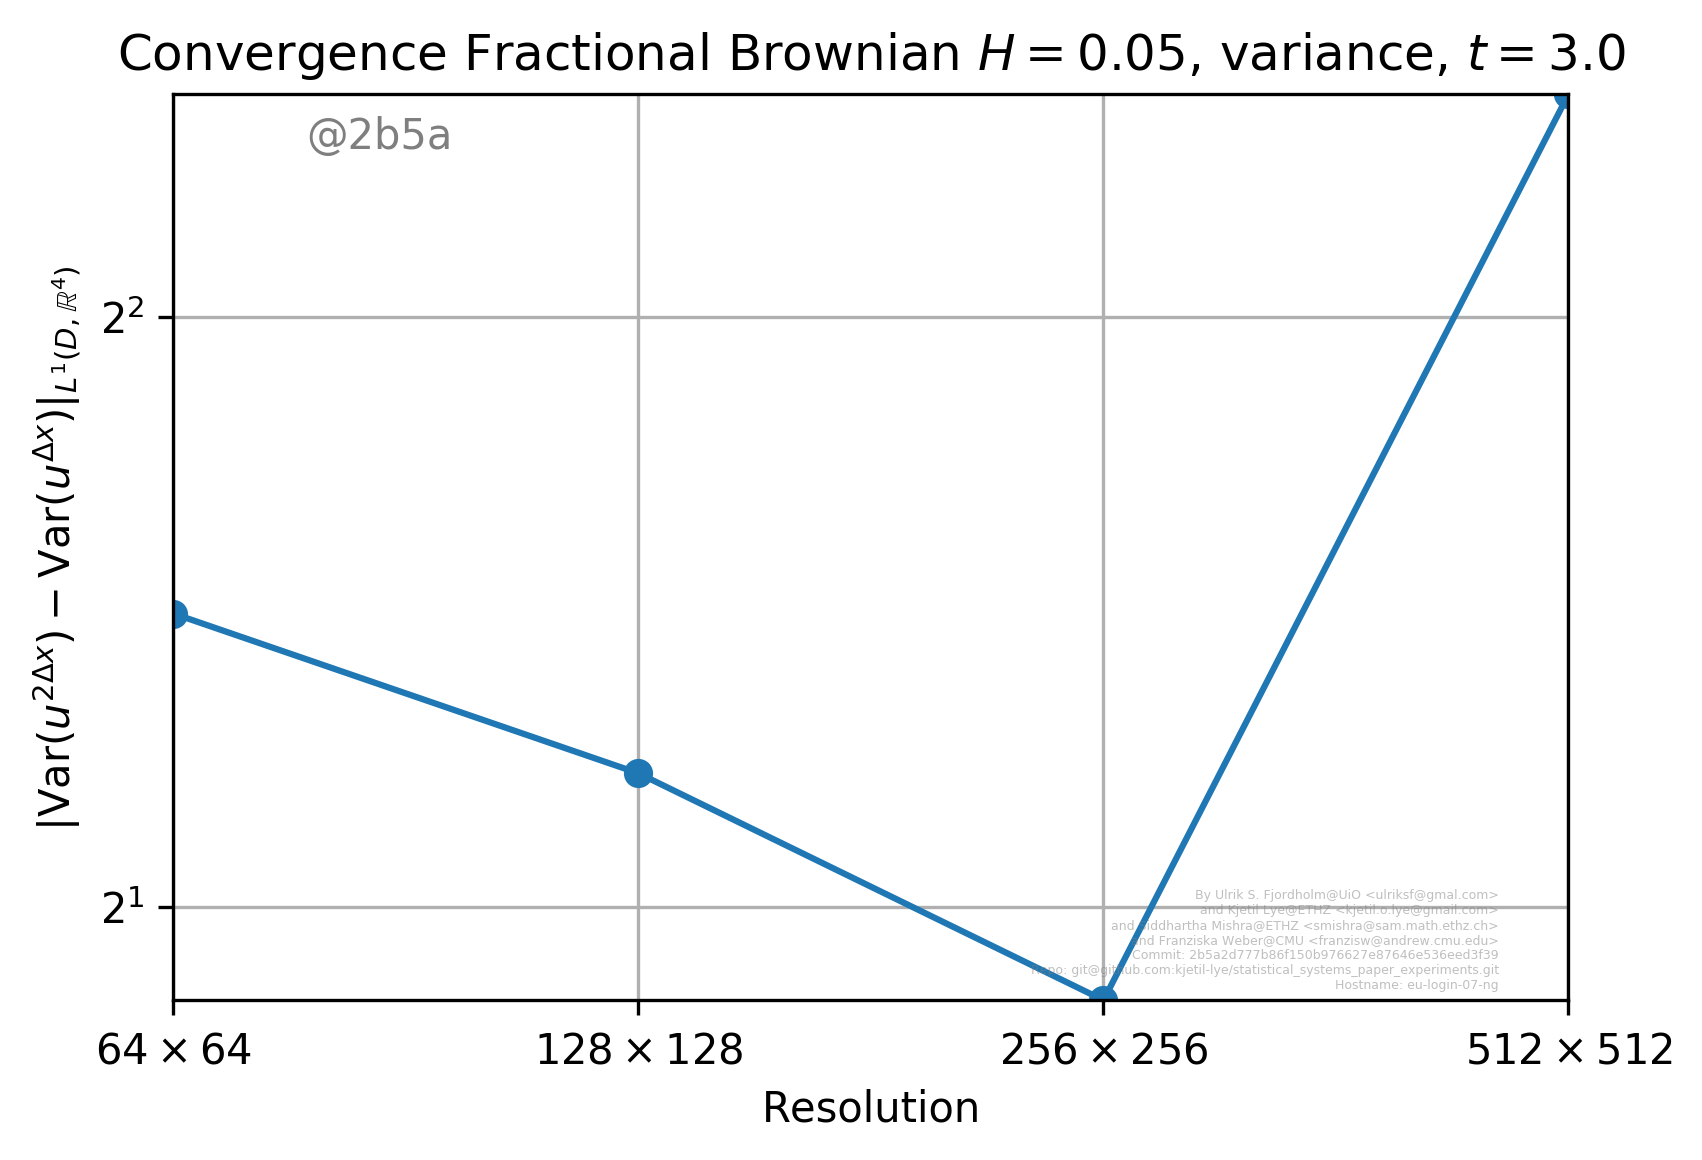 Convergence Fractional Brownian H = 0.05, variance, t = 3.0
@2b5a
|Var(u^{2Δx}) − Var(u^{Δx})|_{L^1(D, ℝ^4)}
2^2
2^1
By Ulrik S. Fjordholm@UiO <ulriksf@gmal.com>
and Kjetil Lye@ETHZ <kjetil.o.lye@gmail.com>
and Siddhartha Mishra@ETHZ <smishra@sam.math.ethz.ch>
and Franziska Weber@CMU <franzisw@andrew.cmu.edu>
Commit: 2b5a2d777b86f150b976627e87646e536eed3f39
Repo: git@github.com:kjetil-lye/statistical_systems_paper_experiments.git
Hostname: eu-login-07-ng
64 × 64
128 × 128
256 × 256
512 × 512
Resolution